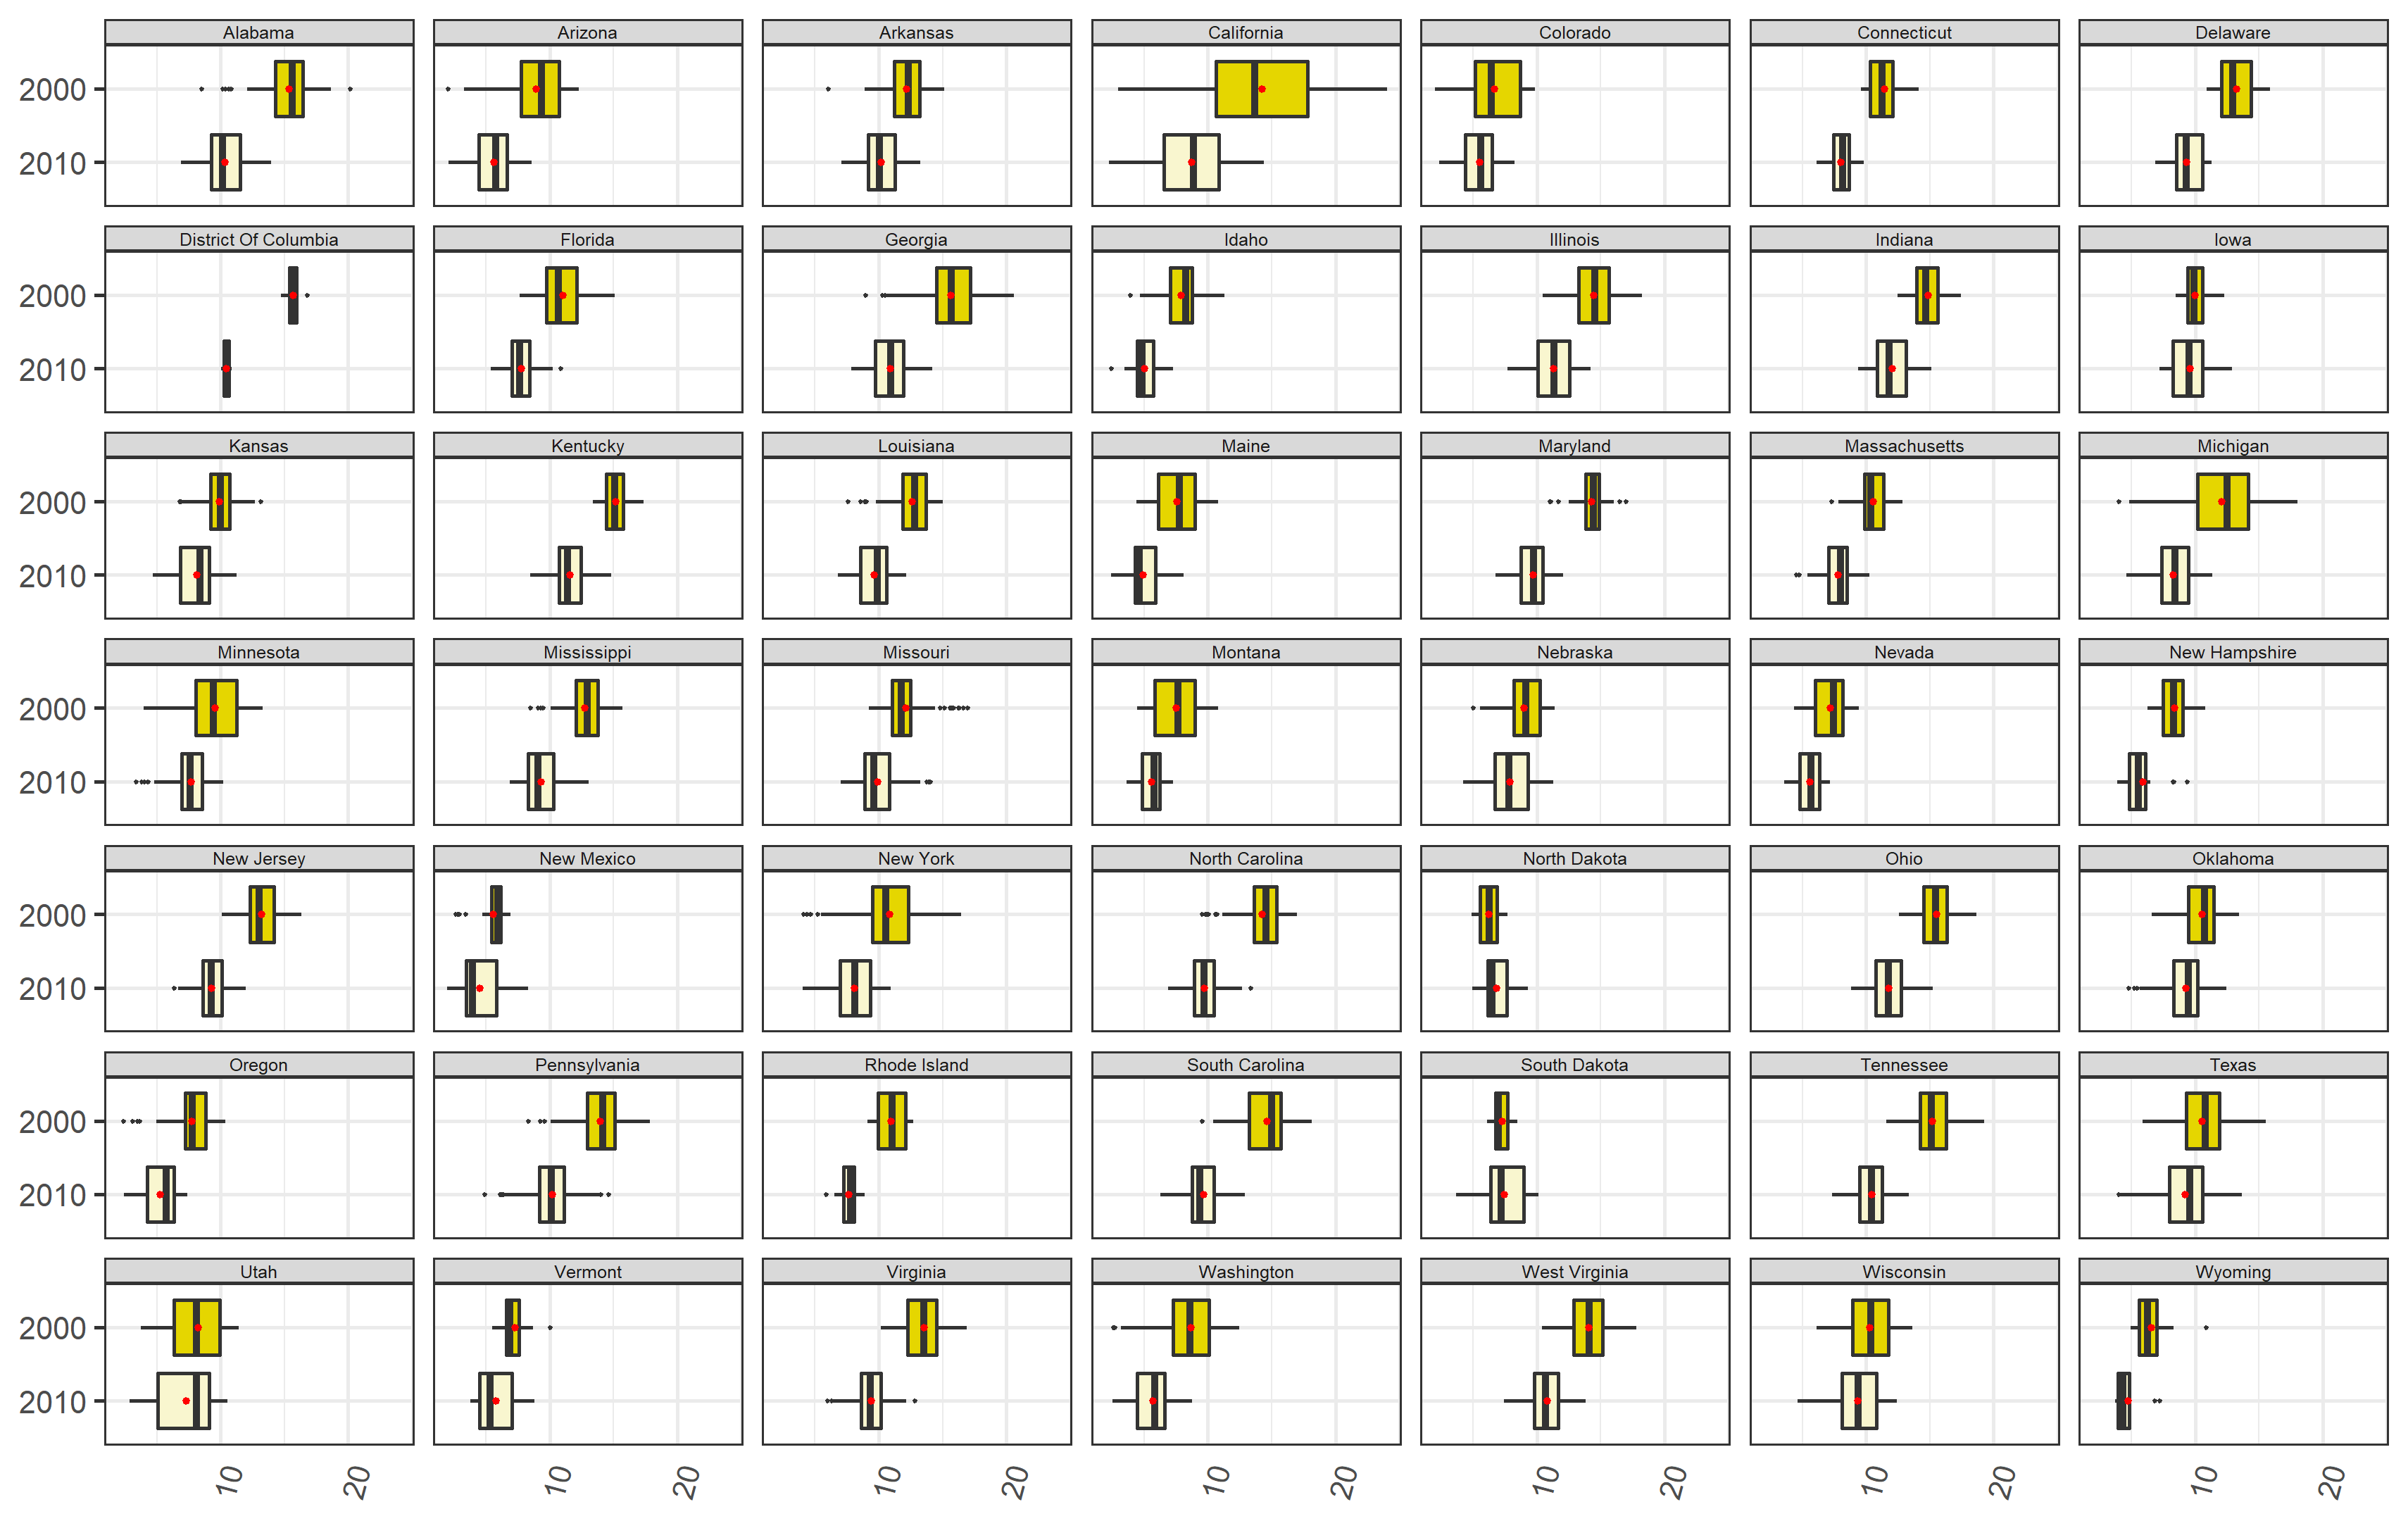 Alabama Arizona Arkansas California Colorado Connecticut Delaware
2000
2010
District Of Columbia Florida Georgia Idaho Illinois Indiana Iowa
2000
2010
Kansas Kentucky Louisiana Maine Maryland Massachusetts Michigan
2000
2010
Minnesota Mississippi Missouri Montana Nebraska Nevada New Hampshire
2000
2010
New Jersey New Mexico New York North Carolina North Dakota Ohio Oklahoma
2000
2010
Oregon Pennsylvania Rhode Island South Carolina South Dakota Tennessee Texas
2000
2010
Utah Vermont Virginia Washington West Virginia Wisconsin Wyoming
2000
2010
10 20 10 20 10 20 10 20 10 20 10 20 10 20